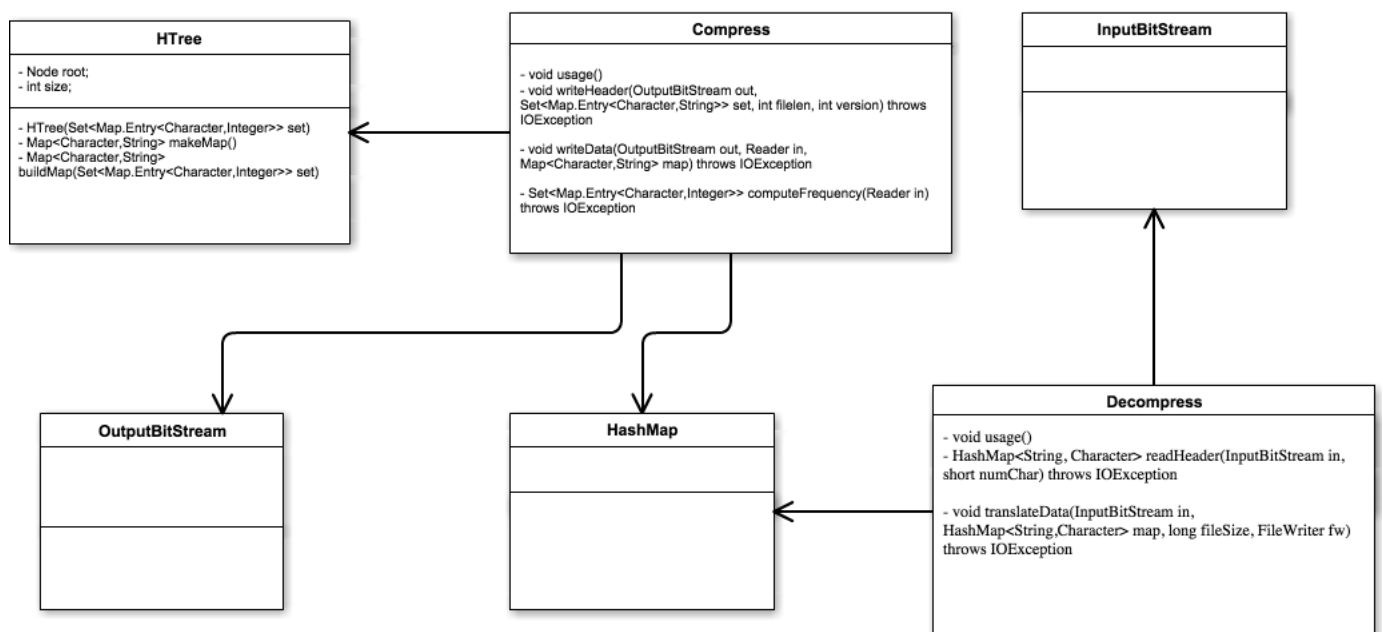 HTree
- Node root;
- int size;
- HTree(Set<Map.Entry<Character,Integer>> set)
- Map<Character,String> makeMap()
- Map<Character,String>
buildMap(Set<Map.Entry<Character,Integer>> set)
Compress
- void usage()
- void writeHeader(OutputBitStream out,
Set<Map.Entry<Character,String>> set, int filelen, int version) throws
IOException
- void writeData(OutputBitStream out, Reader in,
Map<Character,String> map) throws IOException
- Set<Map.Entry<Character,Integer>> computeFrequency(Reader in)
throws IOException
InputBitStream
OutputBitStream
HashMap
Decompress
- void usage()
- HashMap<String, Character> readHeader(InputBitStream in,
short numChar) throws IOException
- void translateData(InputBitStream in,
HashMap<String,Character> map, long fileSize, FileWriter fw)
throws IOException